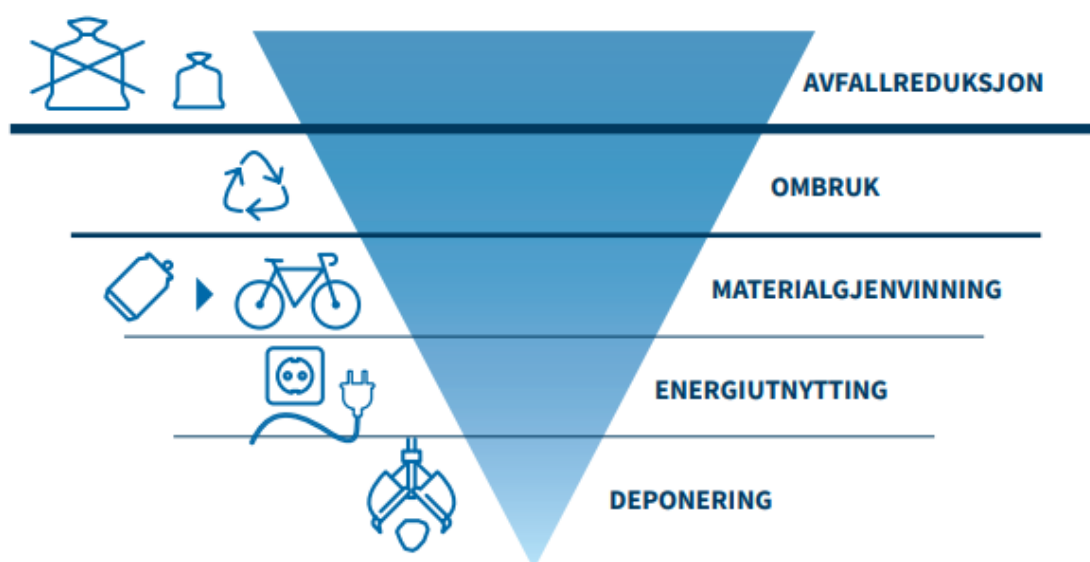 AVFALLREDUKSJON
OMBRUK
MATERIALGJENVINNING
ENERGIUTNYTTING
DEPONERING